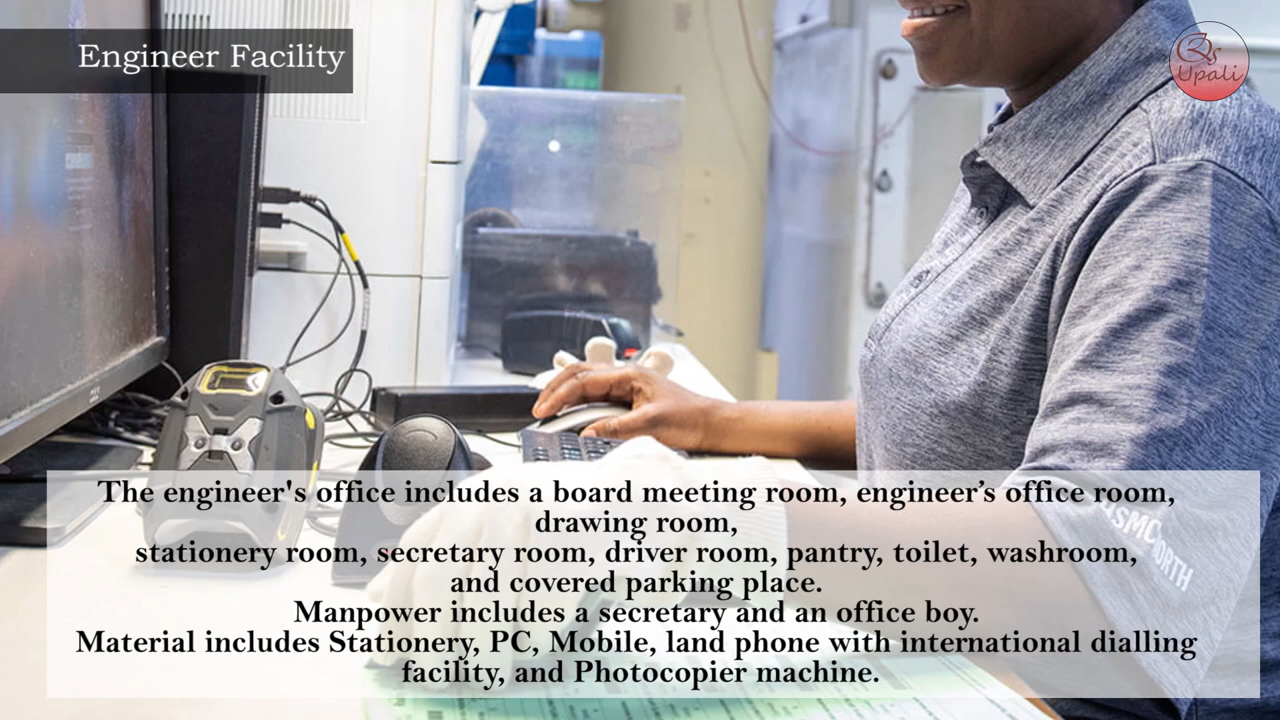 Engineer Facility
Qs
Upali
The engineer's office includes a board meeting room, engineer’s office room,
drawing room,
stationery room, secretary room, driver room, pantry, toilet, washroom,
and covered parking place.
Manpower includes a secretary and an office boy.
Material includes Stationery, PC, Mobile, land phone with international dialling
facility, and Photocopier machine.